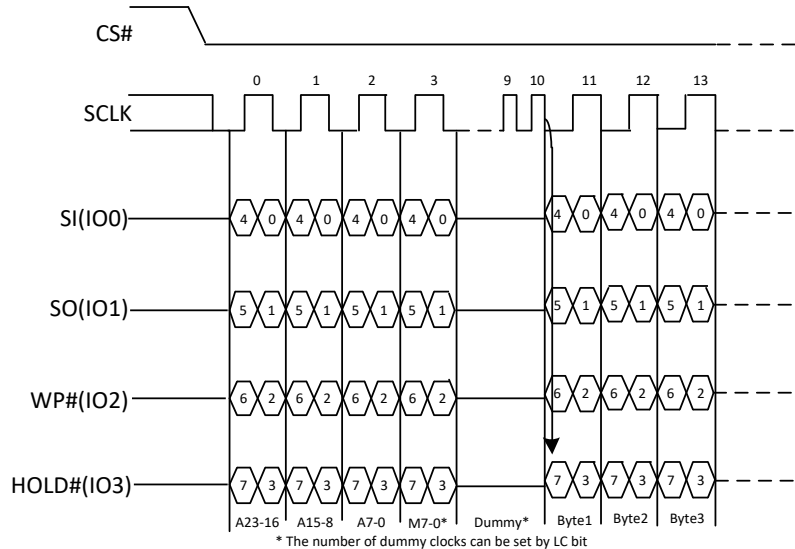 CS#
0 1 2 3 9 10 11 12 13
SCLK
SI(IO0) 4 0 4 0 4 0 4 0 4 0 4 0 4 0
SO(IO1) 5 1 5 1 5 1 5 1 5 1 5 1 5 1
WP#(IO2) 6 2 6 2 6 2 6 2 6 2 6 2 6 2
HOLD#(IO3) 7 3 7 3 7 3 7 3 7 3 7 3 7 3
A23-16 A15-8 A7-0 M7-0* Dummy* Byte1 Byte2 Byte3
* The number of dummy clocks can be set by LC bit